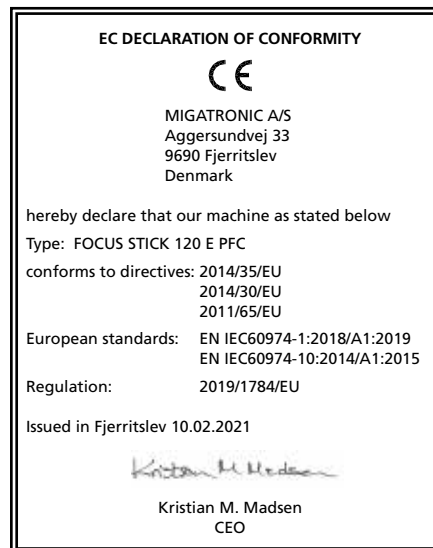 EC DECLARATION OF CONFORMITY
CE
MIGATRONIC A/S
Aggersundvej 33
9690 Fjerritslev
Denmark
hereby declare that our machine as stated below
Type: FOCUS STICK 120 E PFC
conforms to directives: 2014/35/EU
2014/30/EU
2011/65/EU
European standards: EN IEC60974-1:2018/A1:2019
EN IEC60974-10:2014/A1:2015
Regulation: 2019/1784/EU
Issued in Fjerritslev 10.02.2021
Kristian M Madsen
Kristian M. Madsen
CEO